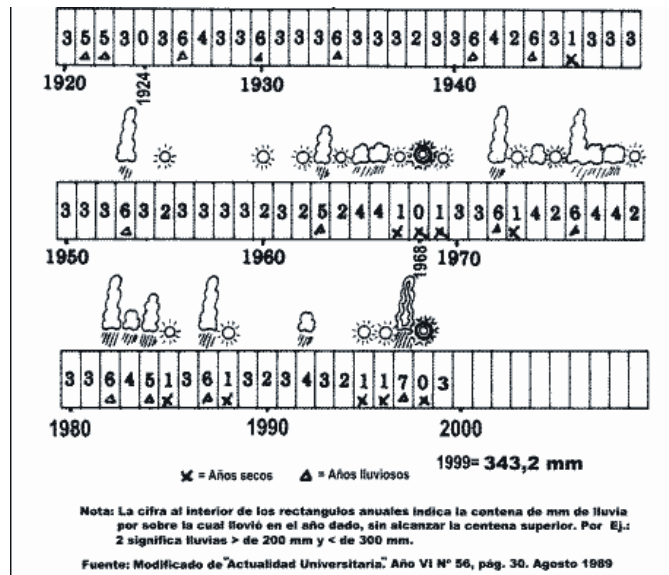 3 5 5 3 0 3 6 4 3 3 6 3 3 3 6 3 3 3 2 3 3 6 4 2 6 3 1 3 3 3
1920 1924 1930 1940
3 3 3 6 3 2 3 3 3 3 2 3 2 5 2 4 4 1 0 1 3 3 6 1 4 2 6 4 4 2
1950 1960 1968 1970
3 3 6 4 5 1 3 6 1 3 2 3 4 3 2 1 1 7 0 3
1980 1990 2000
1999= 343,2 mm
= Años secos = Años lluviosos
Nota: La cifra al interior de los rectangulos anuales indica la centena de mm de lluvia
por sobre la cual llovió en el año dado, sin alcanzar la centena superior. Por Ej.:
2 significa lluvias > de 200 mm y < de 300 mm.
Fuente: Modificado de "Actualidad Universitaria." Año VI Nº 56, pág. 30. Agosto 1989